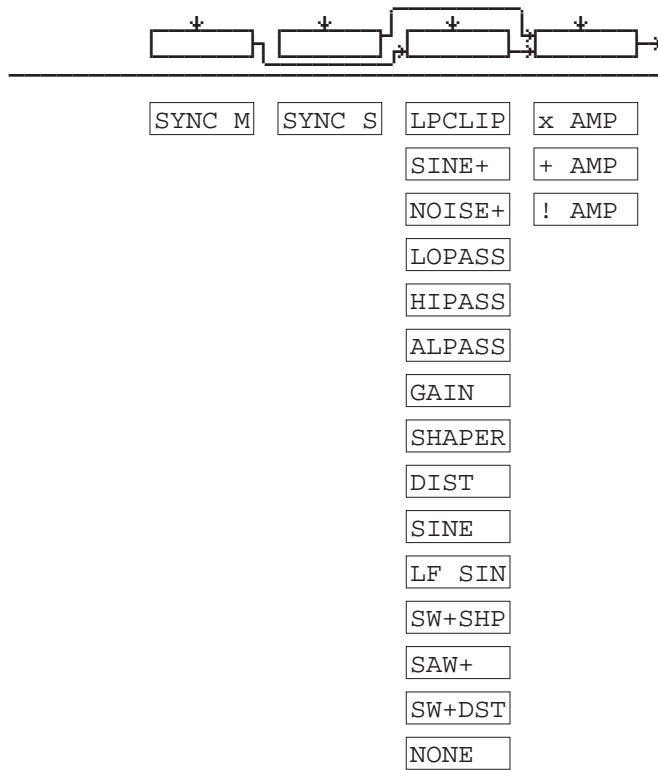 SYNC M SYNC S LPCLIP x AMP
SINE+ + AMP
NOISE+ ! AMP
LOPASS
HIPASS
ALPASS
GAIN
SHAPER
DIST
SINE
LF SIN
SW+SHP
SAW+
SW+DST
NONE